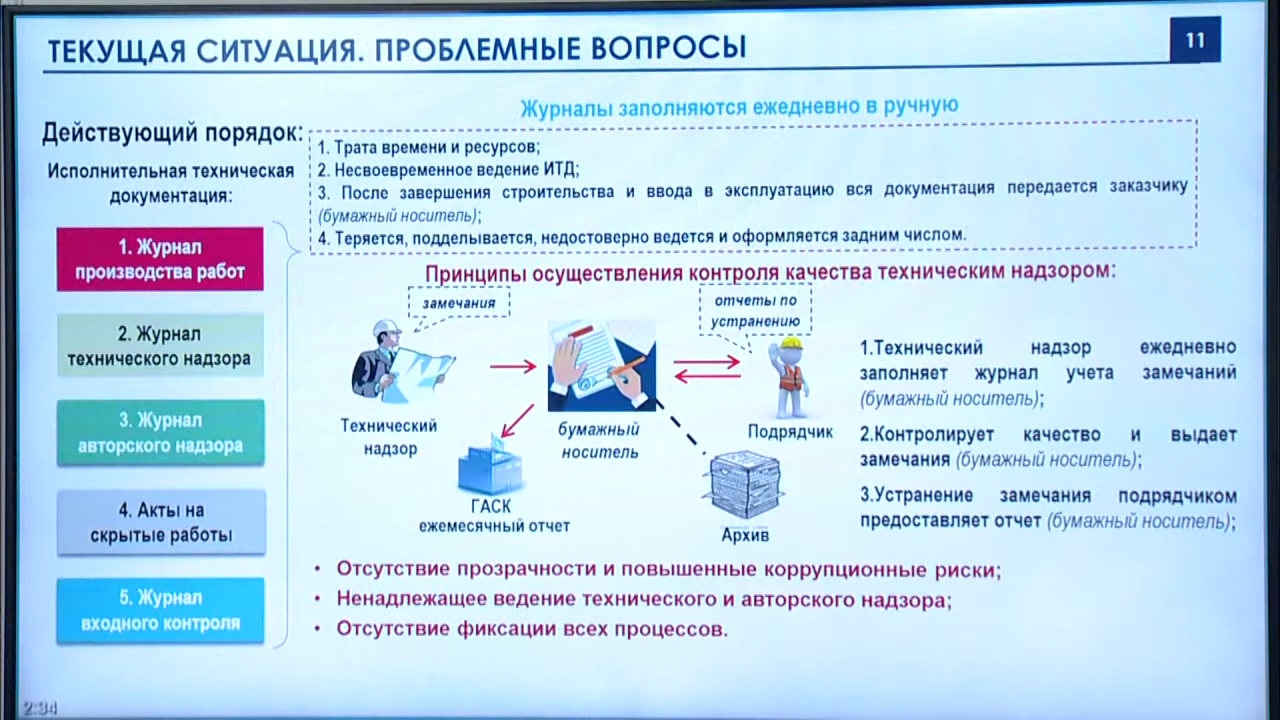 ТЕКУЩАЯ СИТУАЦИЯ. ПРОБЛЕМНЫЕ ВОПРОСЫ
11
Журналы заполняются ежедневно в ручную
Действующий порядок:
Исполнительная техническая
документация:
1. Трата времени и ресурсов;
2. Несвоевременное ведение ИТД;
3. После завершения строительства и ввода в эксплуатацию вся документация передается заказчику
(бумажный носитель);
4. Теряется, подделывается, недостоверно ведется и оформляется задним числом.
1. Журнал
производства работ
2. Журнал
технического надзора
3. Журнал
авторского надзора
4. Акты на
скрытые работы
5. Журнал
входного контроля
Принципы осуществления контроля качества техническим надзором:
замечания
отчеты по
устранению
Технический
надзор
бумажный
носитель
Подрядчик
ГАСК
ежемесячный отчет
Архив
1.Технический надзор ежедневно
заполняет журнал учета замечаний
(бумажный носитель);
2.Контролирует качество и выдает
замечания (бумажный носитель);
3.Устранение замечания подрядчиком
предоставляет отчет (бумажный носитель);
• Отсутствие прозрачности и повышенные коррупционные риски;
• Ненадлежащее ведение технического и авторского надзора;
• Отсутствие фиксации всех процессов.
2:34